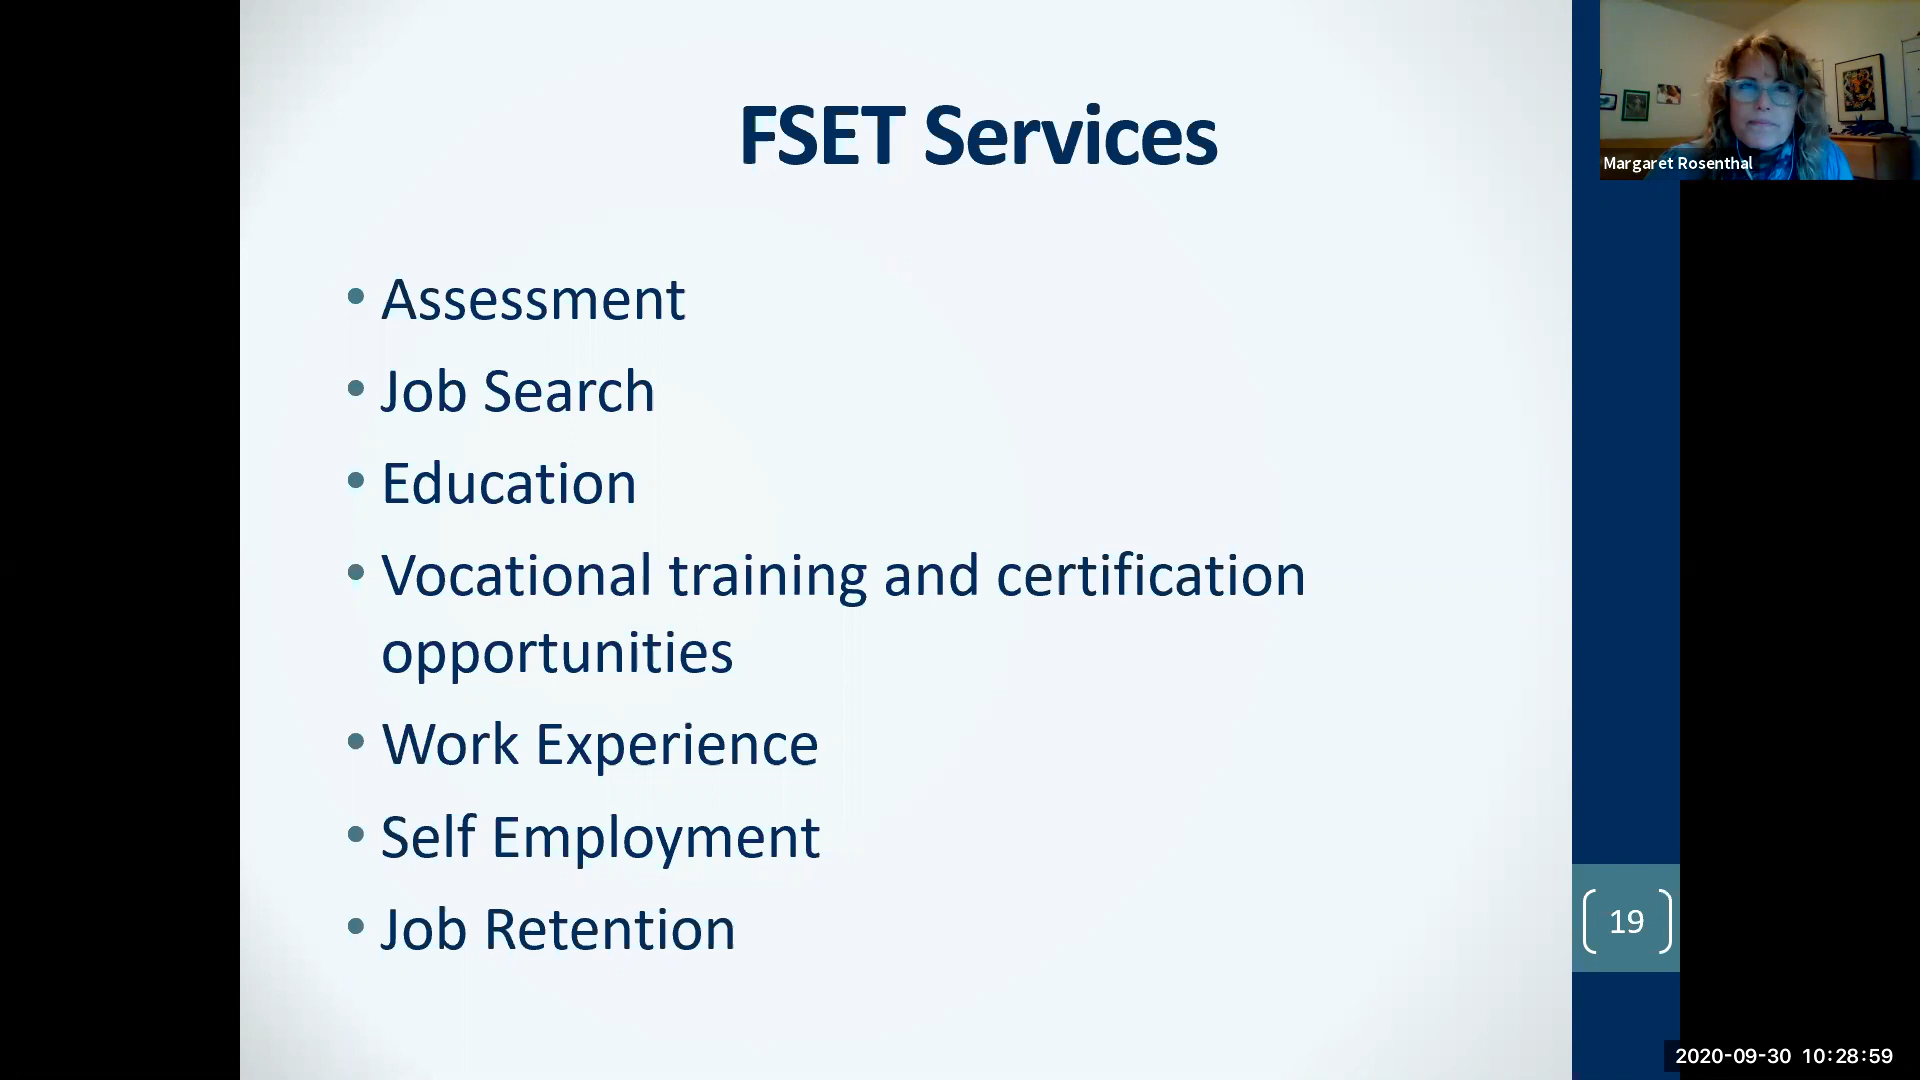 FSET Services
• Assessment
• Job Search
• Education
• Vocational training and certification
opportunities
• Work Experience
• Self Employment
• Job Retention
19
Margaret Rosenthal
2020-09-30 10:28:59